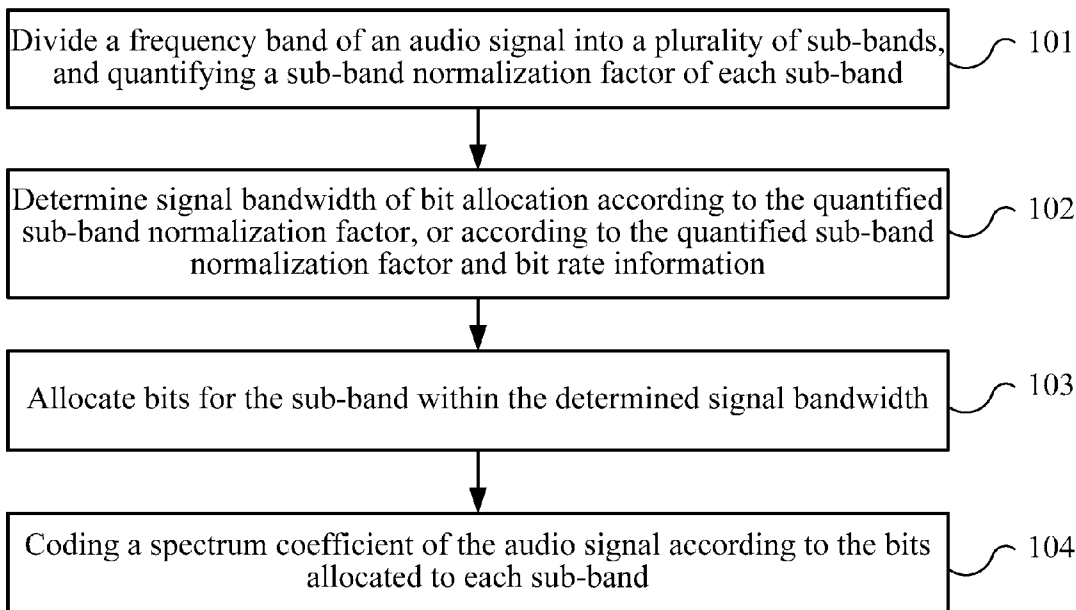 Divide a frequency band of an audio signal into a plurality of sub-bands,
and quantifying a sub-band normalization factor of each sub-band
101
Determine signal bandwidth of bit allocation according to the quantified
sub-band normalization factor, or according to the quantified sub-band
normalization factor and bit rate information
102
Allocate bits for the sub-band within the determined signal bandwidth
103
Coding a spectrum coefficient of the audio signal according to the bits
allocated to each sub-band
104